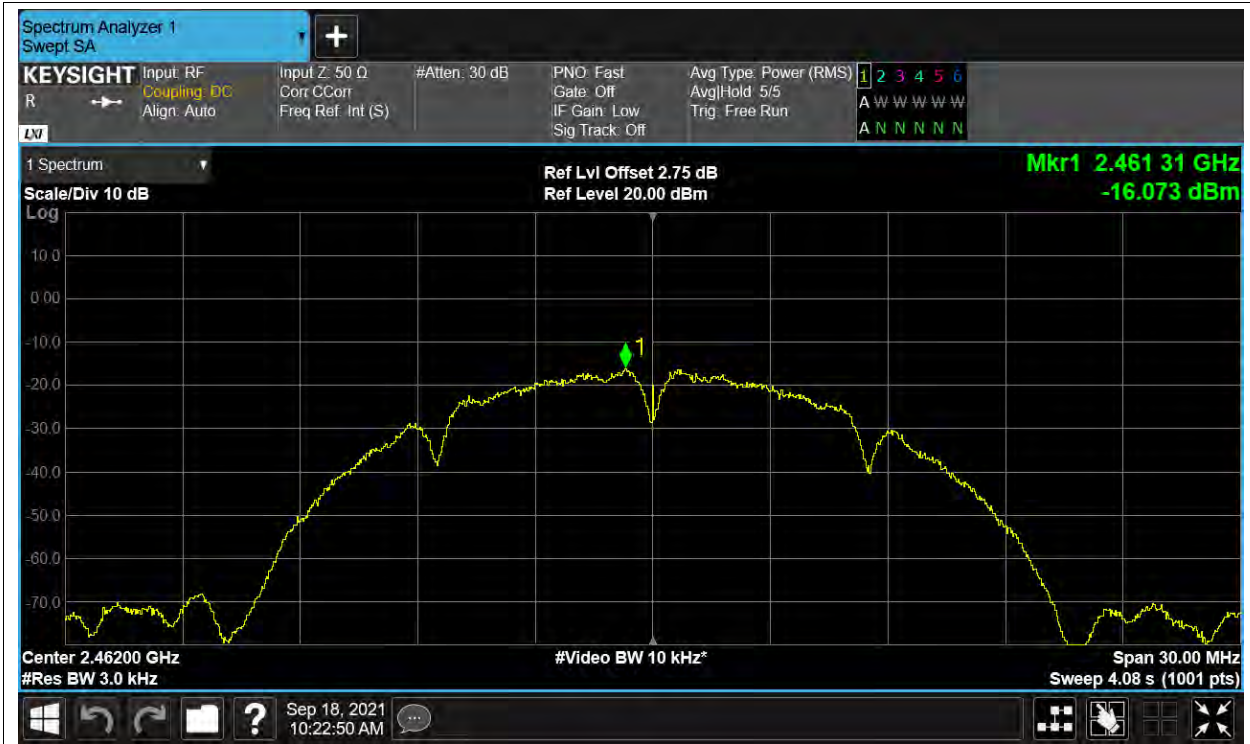 Spectrum Analyzer 1
Swept SA
KEYSIGHT
R
LXI
Input: RF
Coupling: DC
Align: Auto
Input Z: 50 Ω
Corr CCorr
Freq Ref: Int (S)
#Atten: 30 dB
PNO: Fast
Gate: Off
IF Gain: Low
Sig Track: Off
Avg Type: Power (RMS)
Avg|Hold: 5/5
Trig: Free Run
1 2 3 4 5 6
A W W W W W
A N N N N N
1 Spectrum
Scale/Div 10 dB
Log
Ref Lvl Offset 2.75 dB
Ref Level 20.00 dBm
Mkr1 2.461 31 GHz
-16.073 dBm
10.0
0.00
-10.0
1
-20.0
-30.0
-40.0
-50.0
-60.0
-70.0
Center 2.46200 GHz
#Video BW 10 kHz*
Span 30.00 MHz
#Res BW 3.0 kHz
Sweep 4.08 s (1001 pts)
?
Sep 18, 2021
10:22:50 AM